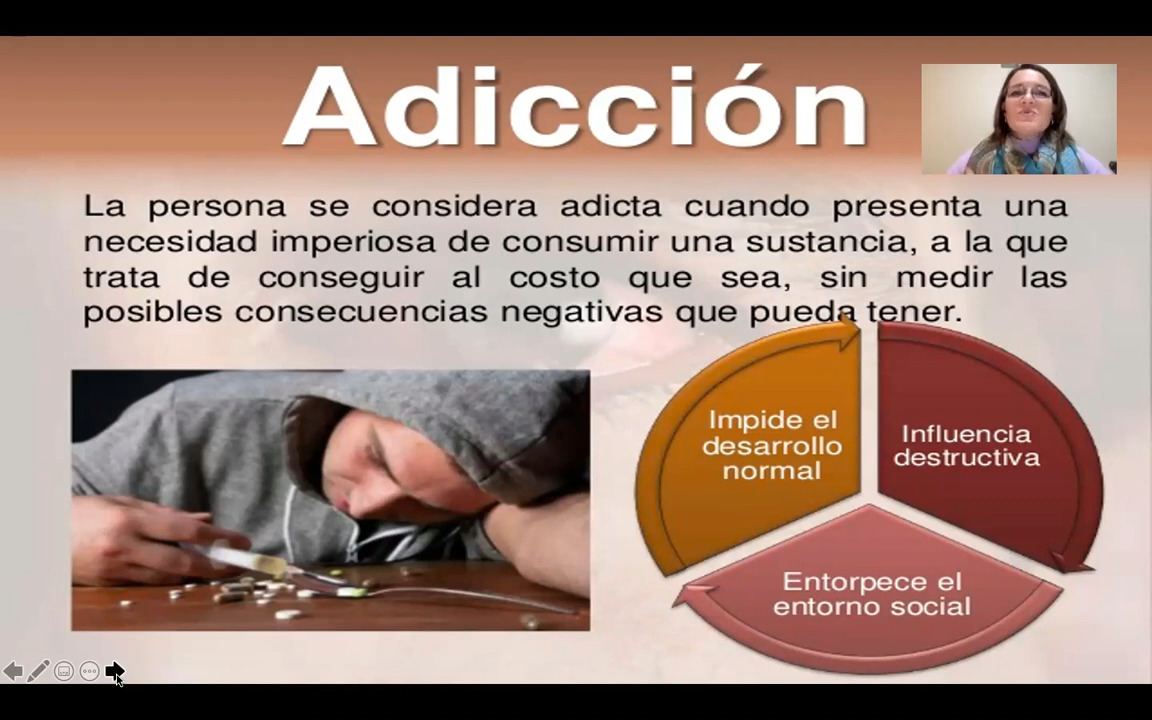 Adicción
La persona se considera adicta cuando presenta una
necesidad imperiosa de consumir una sustancia, a la que
trata de conseguir al costo que sea, sin medir las
posibles consecuencias negativas que pueda tener.
Impide el
desarrollo
normal
Influencia
destructiva
Entorpece el
entorno social